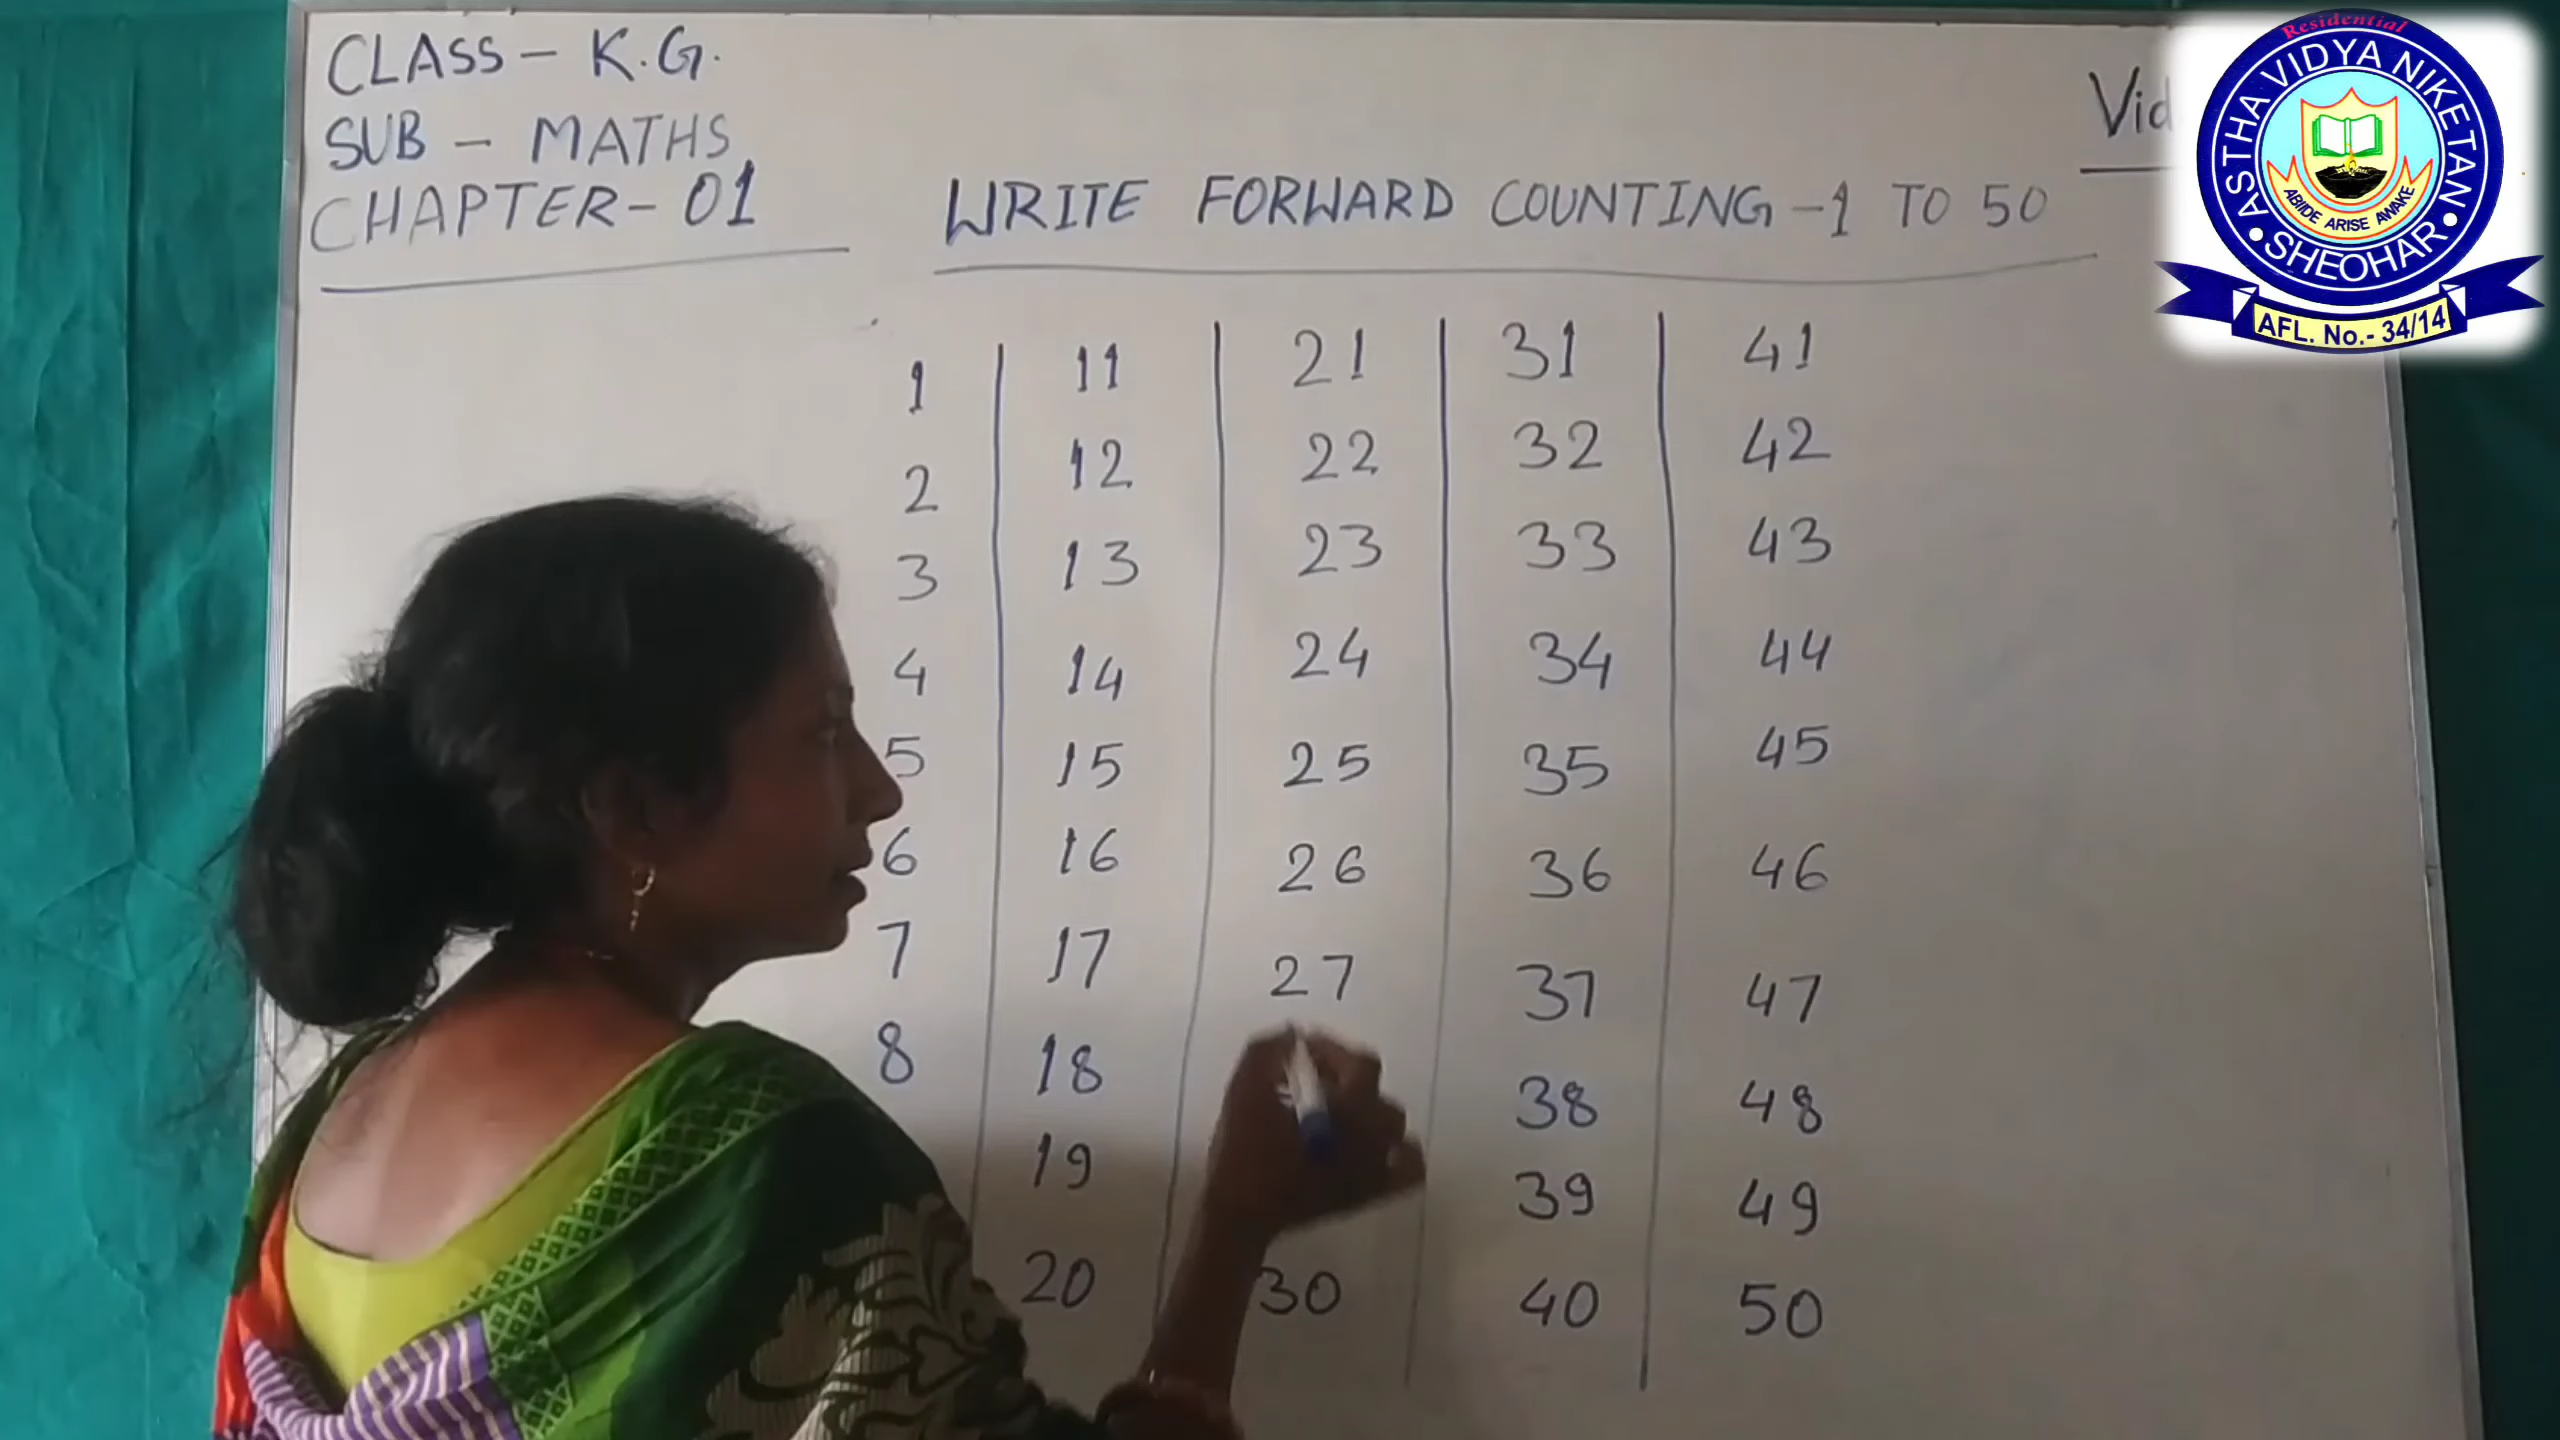 CLASS – K.G.
SUB – MATHS
CHAPTER – 01
WRITE FORWARD COUNTING – 1 TO 50
1 11 21 31 41
2 12 22 32 42
3 13 23 33 43
4 14 24 34 44
5 15 25 35 45
6 16 26 36 46
7 17 27 37 47
8 18 38 48
19 39 49
20 30 40 50
Residential
ASTHA VIDYA NIKETAN
ABIIDE ARISE AWAKE
SHEOHAR
AFL. No.- 34/14